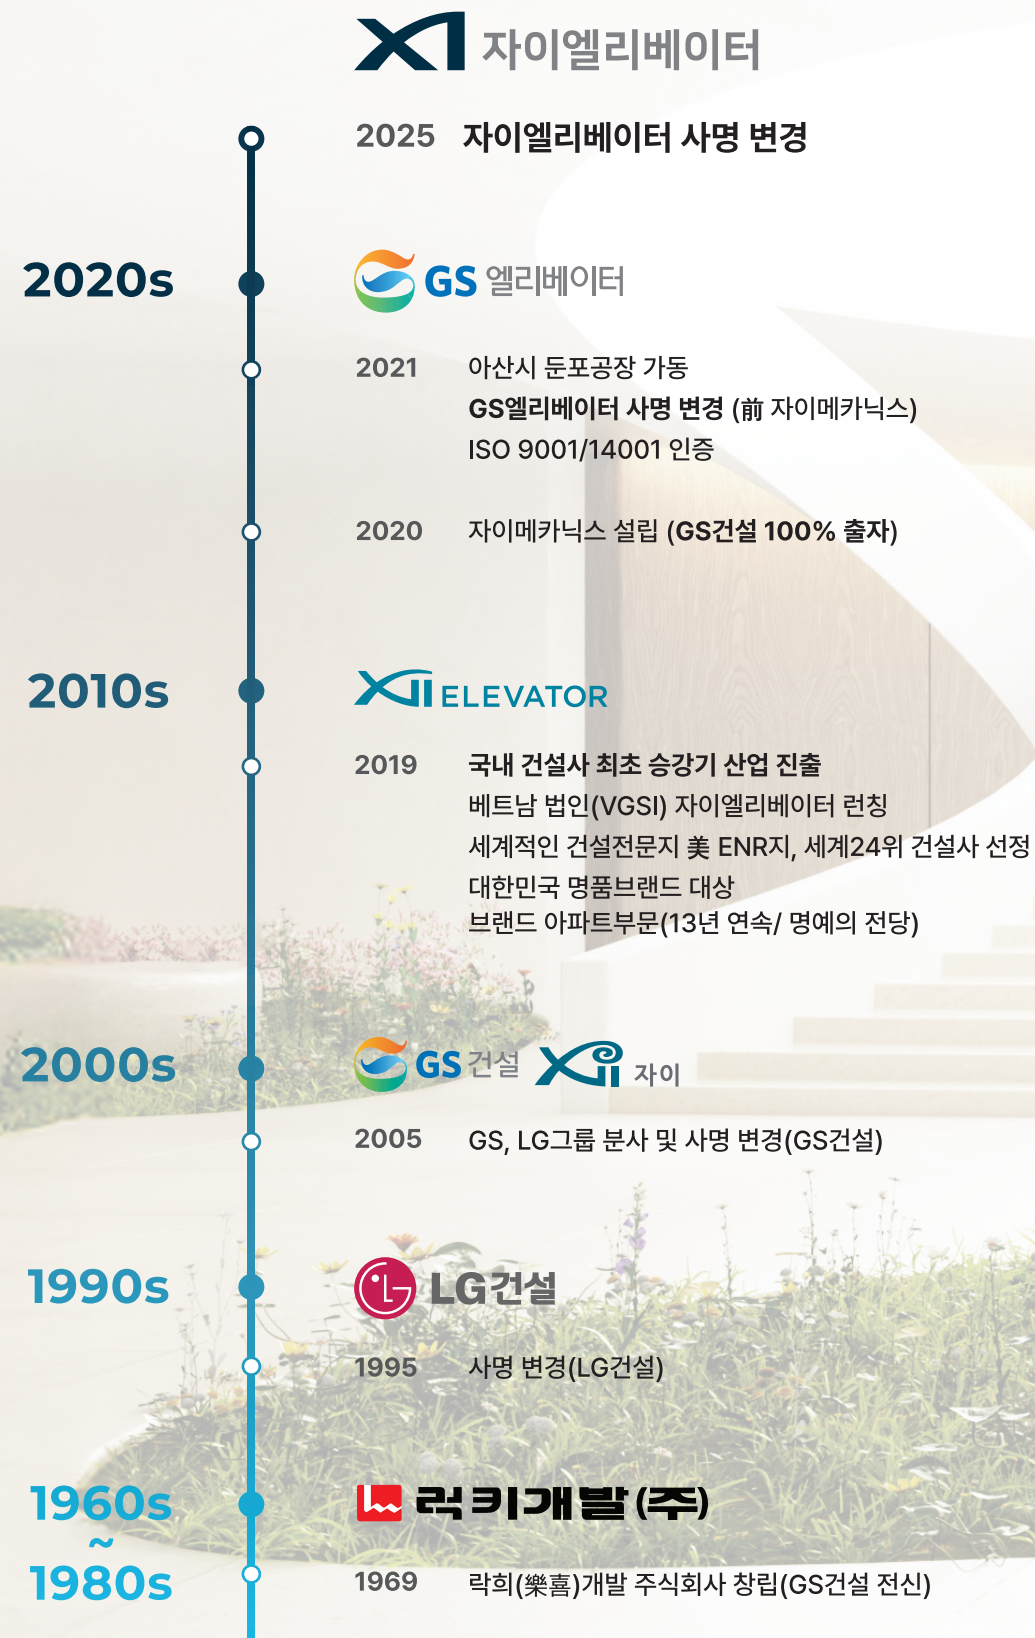 XI 자이엘리베이터
2025 자이엘리베이터 사명 변경
2020s
GS 엘리베이터
2021 아산시 둔포공장 가동
GS엘리베이터 사명 변경 (前 자이메카닉스)
ISO 9001/14001 인증
2020 자이메카닉스 설립 (GS건설 100% 출자)
2010s
Xii ELEVATOR
2019 국내 건설사 최초 승강기 산업 진출
베트남 법인(VGSI) 자이엘리베이터 런칭
세계적인 건설전문지 美 ENR지, 세계24위 건설사 선정
대한민국 명품브랜드 대상
브랜드 아파트부문(13년 연속/ 명예의 전당)
2000s
GS 건설 Xii 자이
2005 GS, LG그룹 분사 및 사명 변경(GS건설)
1990s
LG 건설
1995 사명 변경(LG건설)
1960s
~
1980s
럭키개발(주)
1969 락희(樂喜)개발 주식회사 창립(GS건설 전신)